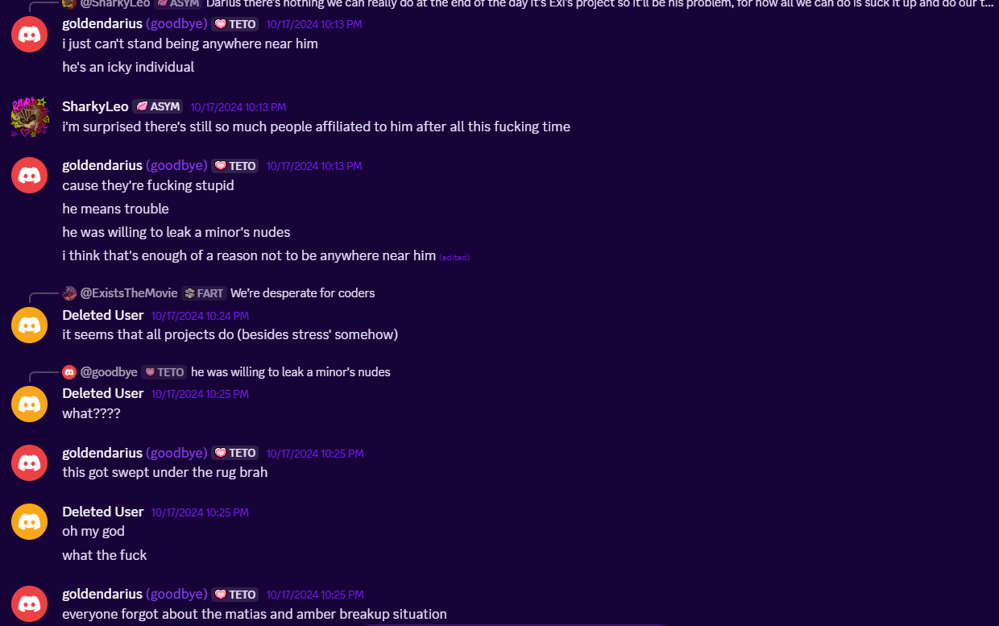 @SharkyLeo ASYM Darius there's nothing we can really do at the end of the day it's Exi's project so it'll be his problem, for now all we can do is suck it up and do our t...
goldendarius (goodbye) TETO 10/17/2024 10:13 PM
i just can't stand being anywhere near him
he's an icky individual
SharkyLeo ASYM 10/17/2024 10:13 PM
i'm surprised there's still so much people affiliated to him after all this fucking time
goldendarius (goodbye) TETO 10/17/2024 10:13 PM
cause they're fucking stupid
he means trouble
he was willing to leak a minor's nudes
i think that's enough of a reason not to be anywhere near him (edited)
@ExistsTheMovie FART We're desperate for coders
Deleted User 10/17/2024 10:24 PM
it seems that all projects do (besides stress' somehow)
@goodbye TETO he was willing to leak a minor's nudes
Deleted User 10/17/2024 10:25 PM
what????
goldendarius (goodbye) TETO 10/17/2024 10:25 PM
this got swept under the rug brah
Deleted User 10/17/2024 10:25 PM
oh my god
what the fuck
goldendarius (goodbye) TETO 10/17/2024 10:25 PM
everyone forgot about the matias and amber breakup situation